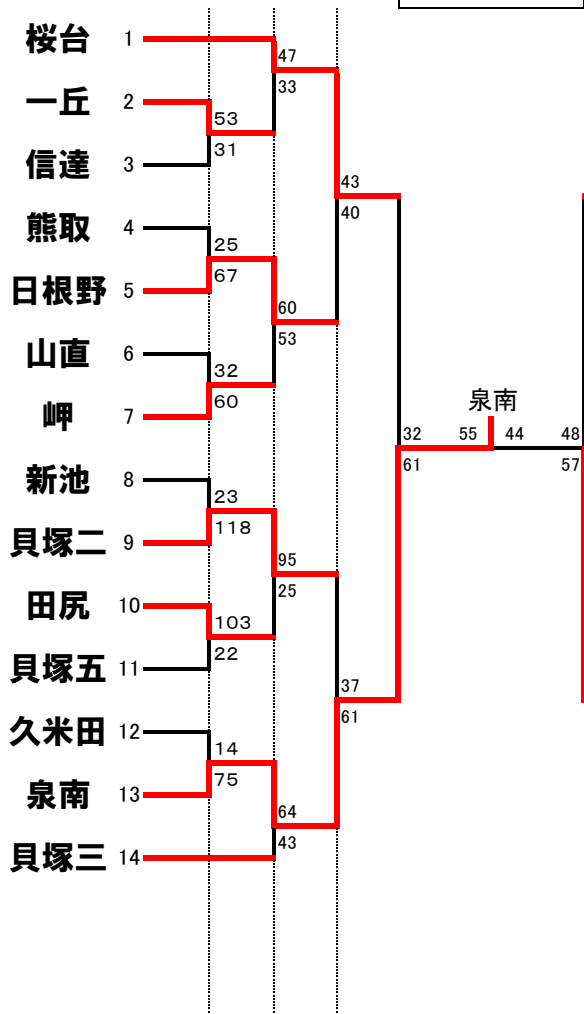 桜台 1
47
33
一丘 2
53
31
信達 3
43
40
熊取 4
25
67
日根野 5
60
53
山直 6
32
60
岬 7
泉南
32 55 44 48
61 57
新池 8
23
118
貝塚二 9
95
25
田尻 10
103
22
貝塚五 11
37
61
久米田 12
14
75
泉南 13
64
43
貝塚三 14